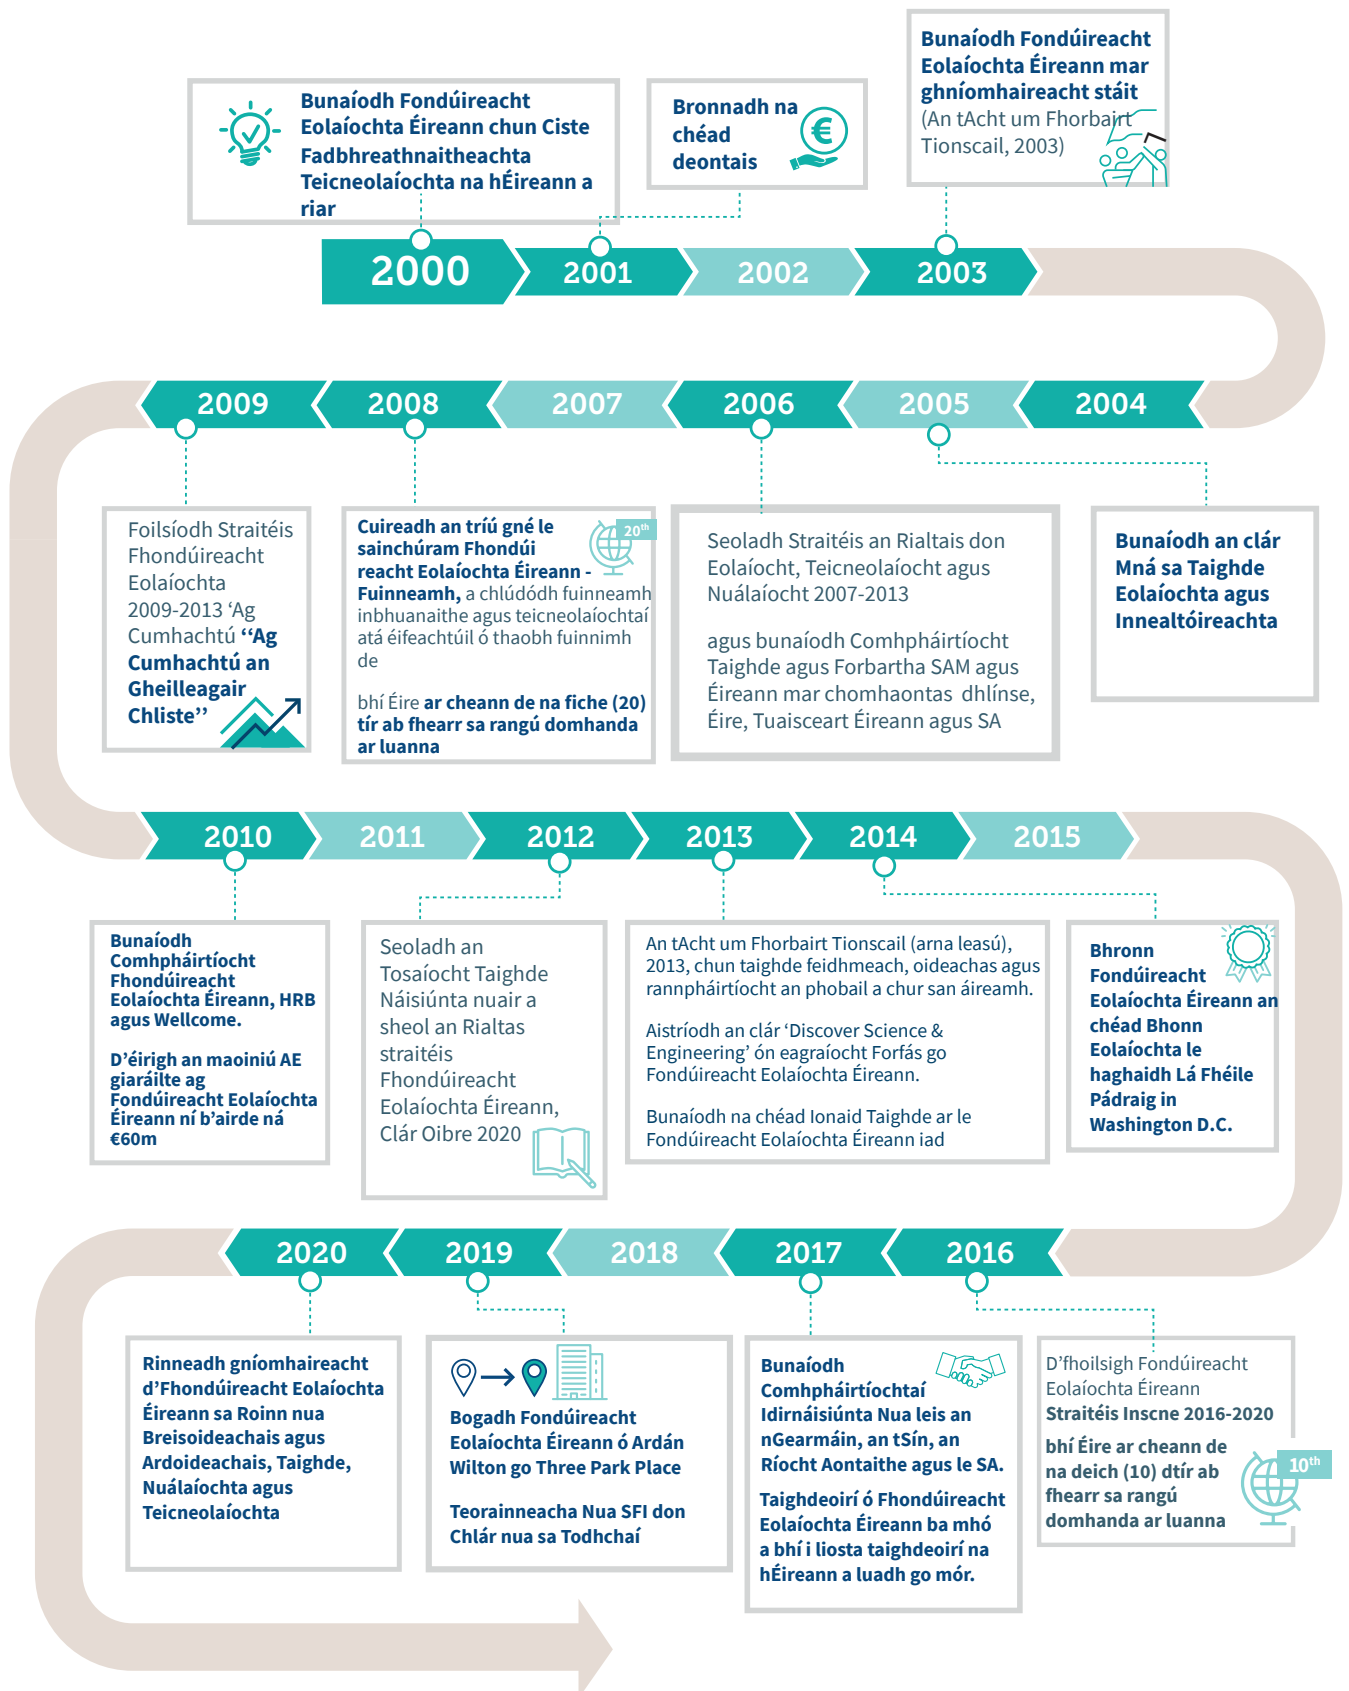 Bunaíodh Fondúireacht
Eolaíochta Éireann chun Ciste
Fadbhreathnaitheachta
Teicneolaíochta na hÉireann a
riar
Bronnadh na
chéad
deontais
€
Bunaíodh Fondúireacht
Eolaíochta Éireann mar
ghníomhaireacht stáit
(An tAcht um Fhorbairt
Tionscail, 2003)
2000
2001
2002
2003
2009
2008
2007
2006
2005
2004
Foilsíodh Straitéis
Fhondúireacht
Eolaíochta
2009-2013 ‘Ag
Cumhachtú “Ag
Cumhachtú an
Gheilleagair
Chliste”
Cuireadh an tríú gné le
sainchúram Fhondúi
reacht Eolaíochta Éireann -
Fuinneamh, a chlúdódh fuinneamh
inbhuanaithe agus teicneolaíochtaí
atá éifeachtúil ó thaobh fuinnimh
de
20th
bhí Éire ar cheann de na fiche (20)
tír ab fhearr sa rangú domhanda
ar luanna
Seoladh Straitéis an Rialtais don
Eolaíocht, Teicneolaíocht agus
Nuálaíocht 2007-2013
agus bunaíodh Comhpháirtíocht
Taighde agus Forbartha SAM agus
Éireann mar chomhaontas dhlínse,
Éire, Tuaisceart Éireann agus SA
Bunaíodh an clár
Mná sa Taighde
Eolaíochta agus
Innealtóireachta
2010
2011
2012
2013
2014
2015
Bunaíodh
Comhpháirtíocht
Fhondúireacht
Eolaíochta Éireann, HRB
agus Wellcome.
D’éirigh an maoiniú AE
giaráilte ag
Fondúireacht Eolaíochta
Éireann ní b’airde ná
€60m
Seoladh an
Tosaíocht Taighde
Náisiúnta nuair a
sheol an Rialtas
straitéis
Fhondúireacht
Eolaíochta Éireann,
Clár Oibre 2020
An tAcht um Fhorbairt Tionscail (arna leasú),
2013, chun taighde feidhmeach, oideachas agus
rannpháirtíocht an phobail a chur san áireamh.
Aistríodh an clár ‘Discover Science &
Engineering’ ón eagraíocht Forfás go
Fondúireacht Eolaíochta Éireann.
Bunaíodh na chéad Ionaid Taighde ar le
Fondúireacht Eolaíochta Éireann iad
Bhronn
Fondúireacht
Eolaíochta Éireann an
chéad Bhonn
Eolaíochta le
haghaidh Lá Fhéile
Pádraig in
Washington D.C.
2020
2019
2018
2017
2016
Rinneadh gníomhaireacht
d’Fhondúireacht Eolaíochta
Éireann sa Roinn nua
Breisoideachais agus
Ardoideachais, Taighde,
Nuálaíochta agus
Teicneolaíochta
Bogadh Fondúireacht
Eolaíochta Éireann ó Ardán
Wilton go Three Park Place
Teorainneacha Nua SFI don
Chlár nua sa Todhchaí
Bunaíodh
Comhpháirtíochtaí
Idirnáisiúnta Nua leis an
nGearmáin, an tSín, an
Ríocht Aontaithe agus le SA.
Taighdeoirí ó Fhondúireacht
Eolaíochta Éireann ba mhó
a bhí i liosta taighdeoirí na
hÉireann a luadh go mór.
D’fhoilsigh Fondúireacht
Eolaíochta Éireann
Straitéis Inscne 2016-2020
bhí Éire ar cheann de
na deich (10) dtír ab
fhearr sa rangú
domhanda ar luanna
10th